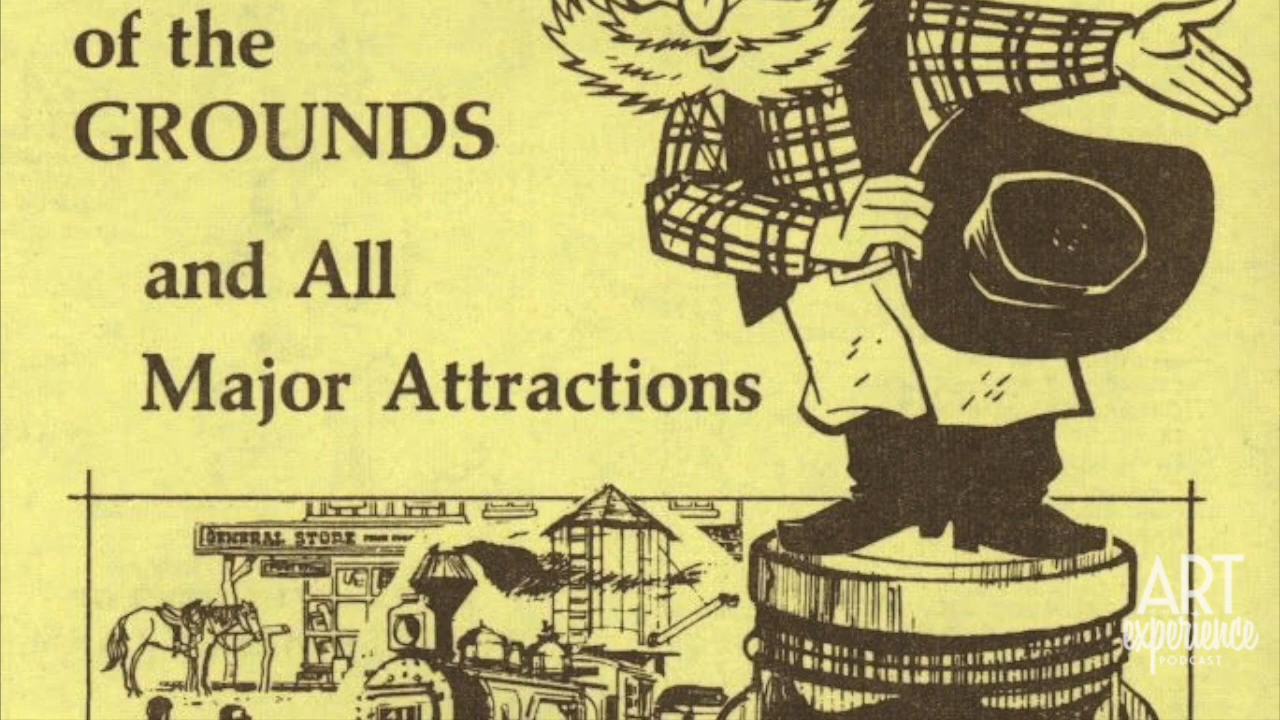 of the
GROUNDS
and All
Major Attractions
GENERAL STORE
ART
experience
PODCAST